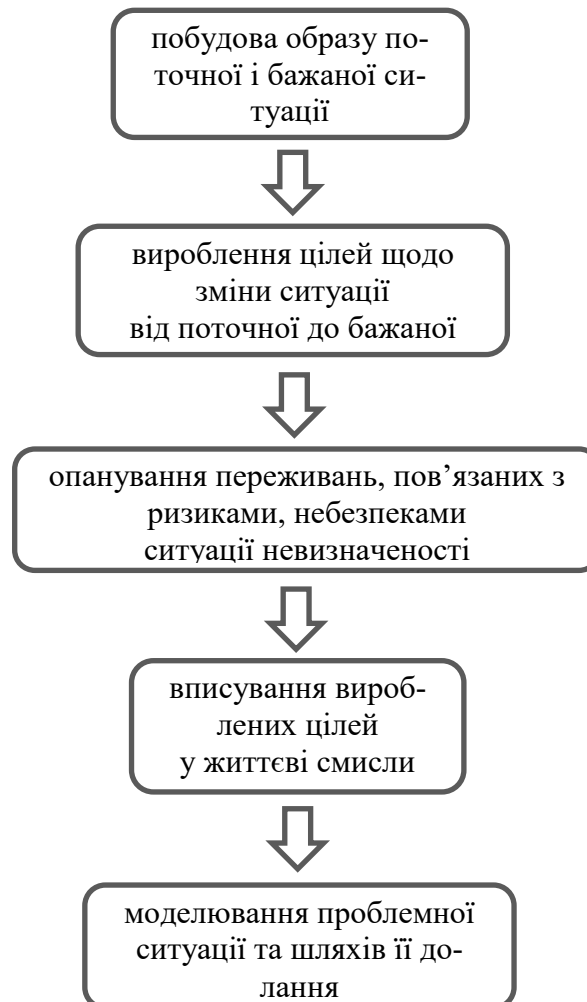 побудова образу по-
точної і бажаної си-
туації
вироблення цілей щодо
зміни ситуації
від поточної до бажаної
опанування переживань, пов’язаних з
ризиками, небезпеками
ситуації невизначеності
вписування вироб-
лених цілей
у життєві смисли
моделювання проблемної
ситуації та шляхів її до-
лання